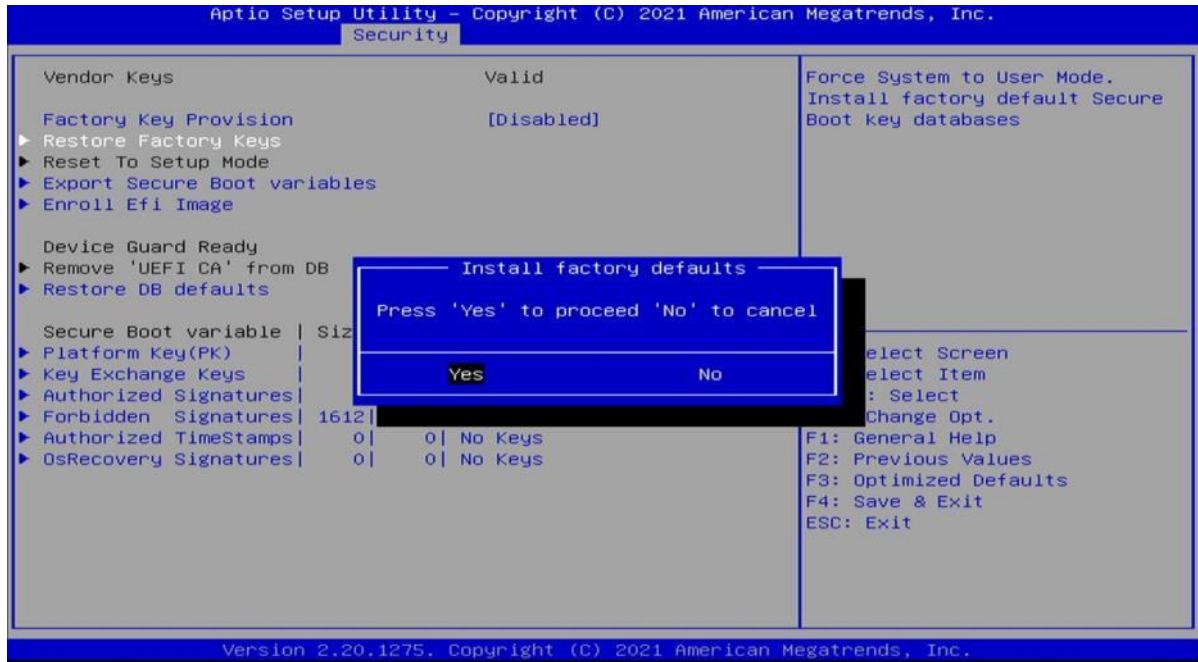 Aptio Setup Utility – Copyright (C) 2021 American Megatrends, Inc.
Security
Vendor Keys Valid
Factory Key Provision [Disabled]
Restore Factory Keys
Reset To Setup Mode
Export Secure Boot variables
Enroll Efi Image
Device Guard Ready
Remove 'UEFI CA' from DB
Restore DB defaults
Secure Boot variable |
Platform Key(PK) |
Key Exchange Keys |
Authorized Signatures|
Forbidden Signatures| 1612|
Authorized TimeStamps| 0| 0| No Keys
OsRecovery Signatures| 0| 0| No Keys
Install factory defaults
Press 'Yes' to proceed 'No' to cancel
Yes No
Force System to User Mode.
Install factory default Secure
Boot key databases
Screen
Item
: Select
Change Opt.
F1: General Help
F2: Previous Values
F3: Optimized Defaults
F4: Save & Exit
ESC: Exit
Version 2.20.1275. Copyright (C) 2021 American Megatrends, Inc.